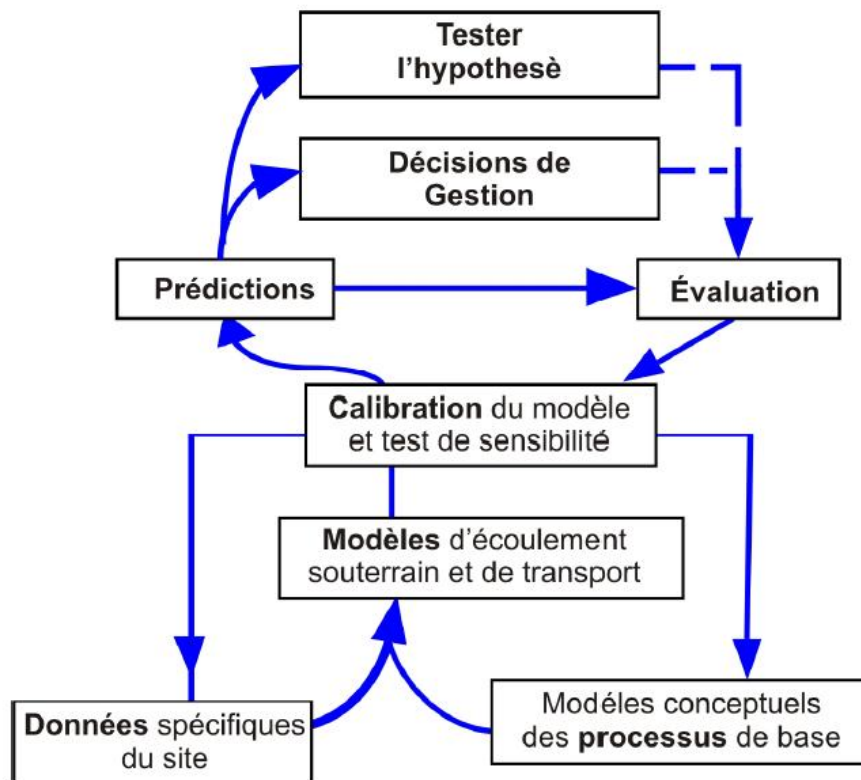 Tester
l'hypothesè
Décisions de
Gestion
Prédictions
Évaluation
Calibration du modèle
et test de sensibilité
Modèles d'écoulement
souterrain et de transport
Données spécifiques
du site
Modéles conceptuels
des processus de base